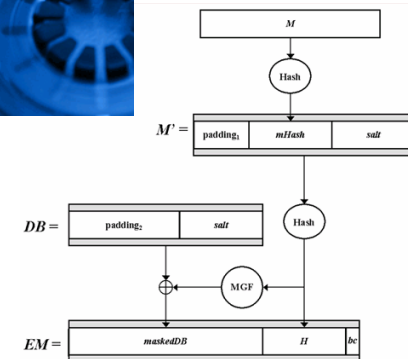 M
Hash
M’ = padding₁ mHash salt
DB = padding₂ salt Hash
MGF
EM = maskedDB H bc